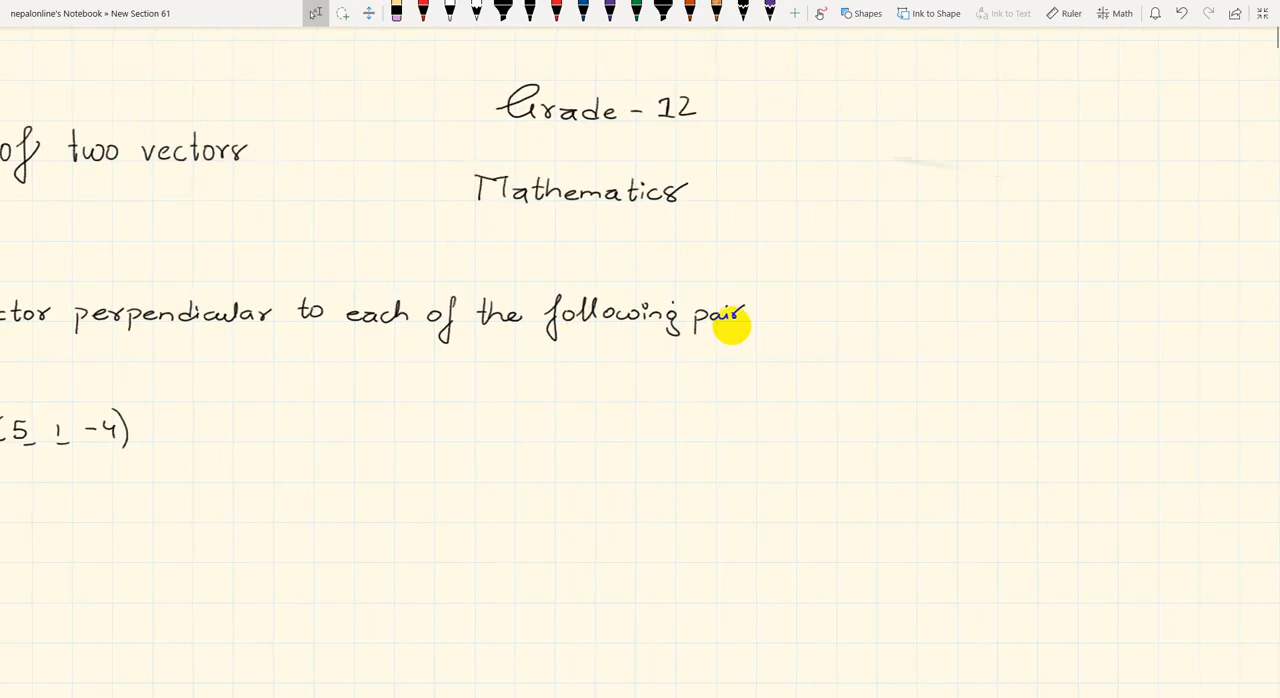 nepalonline's Notebook » New Section 61
Shapes Ink to Shape Ink to Text Ruler Math
Grade - 12
of two vectors
Mathematics
ctor perpendicular to each of the following pair
(5, 1, -4)